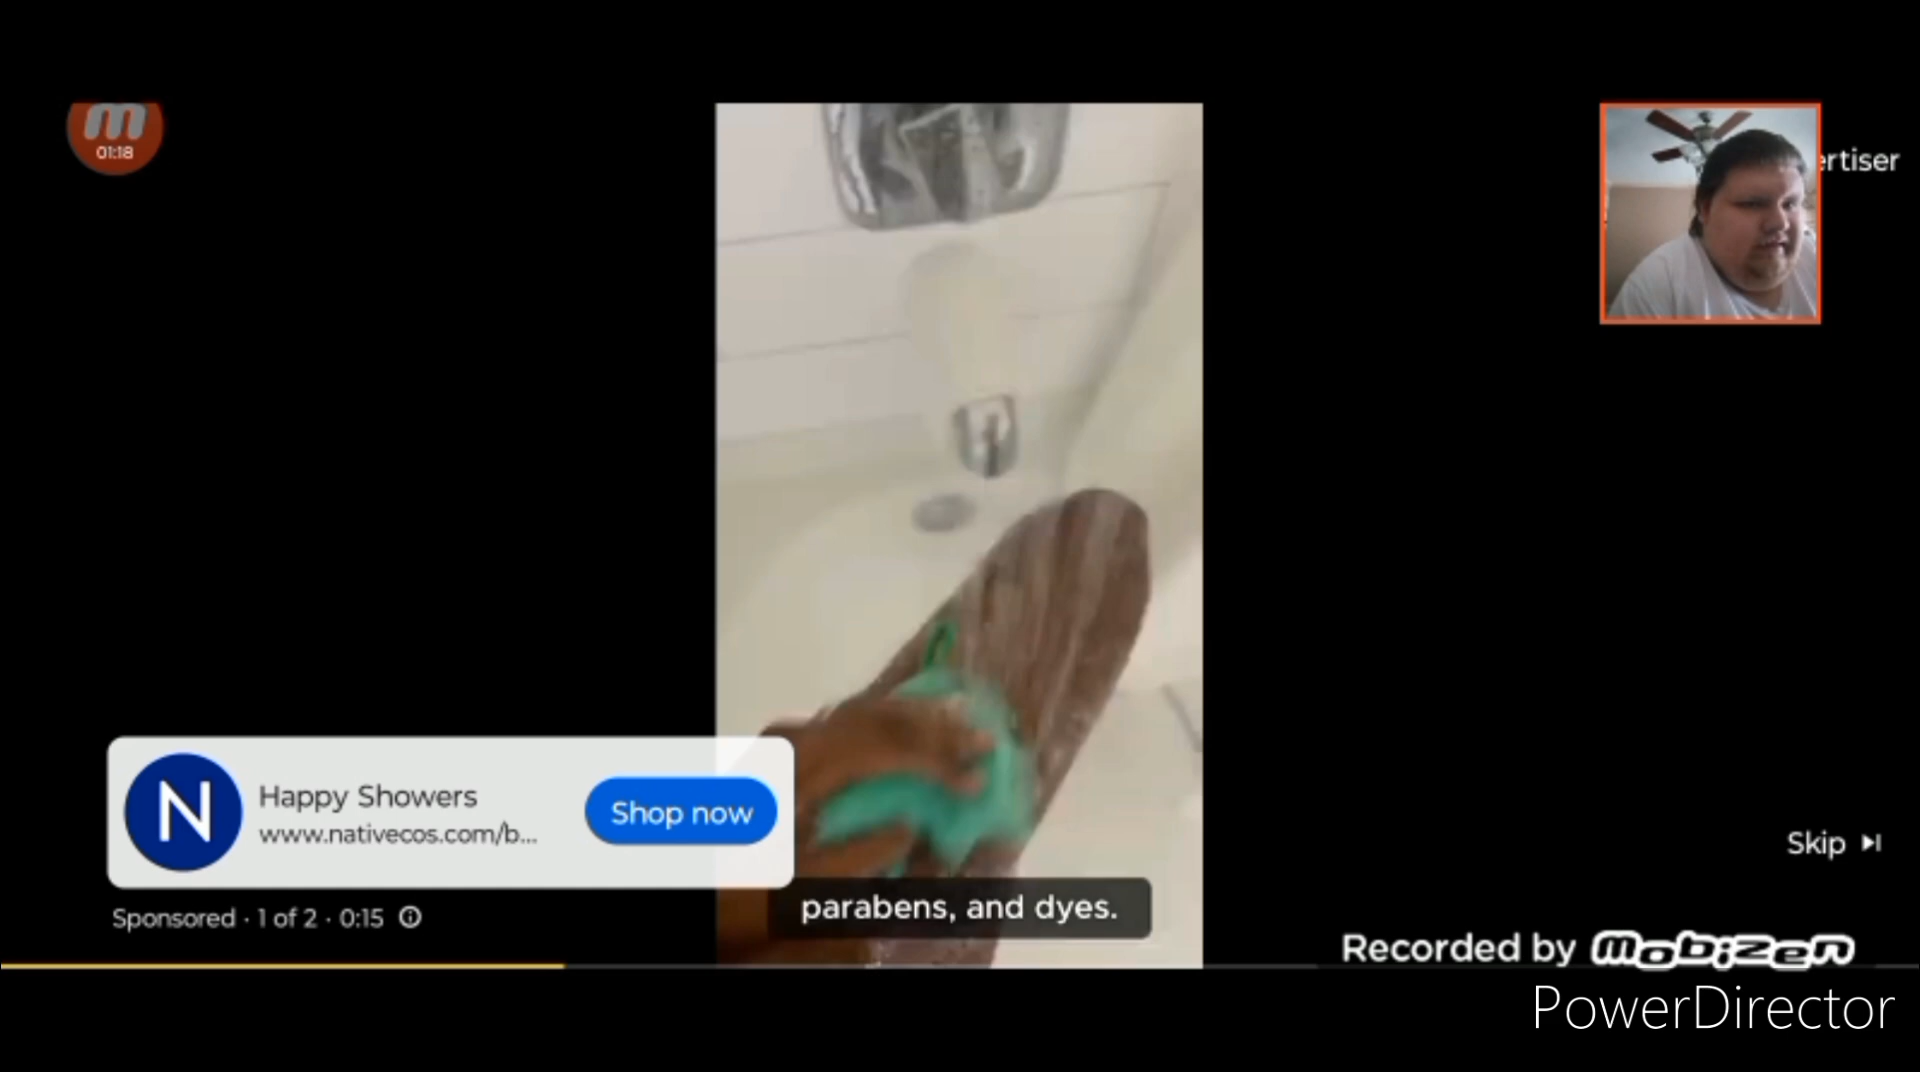 m
01:18
ertiser
N
Happy Showers
www.nativecos.com/b...
Shop now
Skip
parabens, and dyes.
Sponsored · 1 of 2 · 0:15
Recorded by mobizen
PowerDirector